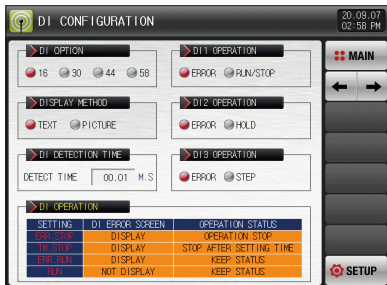 DI CONFIGURATION
20.09.07
02:58 PM
DI OPTION
16 30 44 58
DI1 OPERATION
ERROR RUN/STOP
DISPLAY METHOD
TEXT PICTURE
DI2 OPERATION
ERROR HOLD
DI DETECTION TIME
DETECT TIME 00.01 M.S
DI3 OPERATION
ERROR STEP
DI OPERATION
SETTING DI ERROR SCREEN OPERATION STATUS
ERR STOP DISPLAY OPERATION STOP
TM STOP DISPLAY STOP AFTER SETTING TIME
ERR RUN DISPLAY KEEP STATUS
RUN NOT DISPLAY KEEP STATUS
MAIN
SETUP